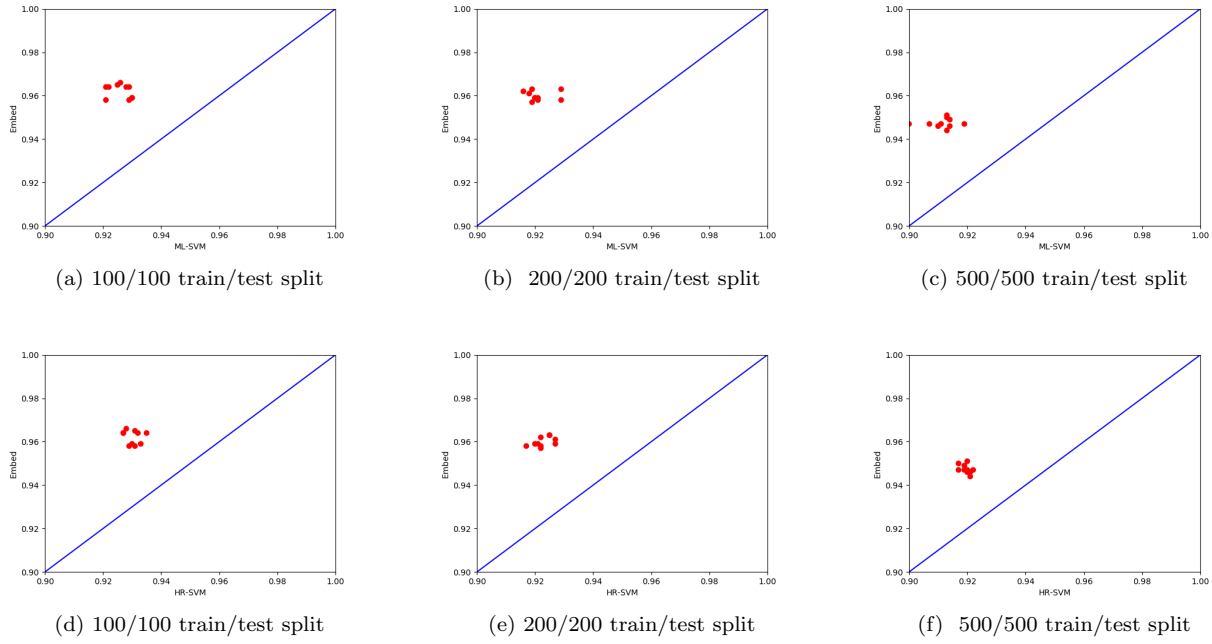 1.00
0.98
0.96
0.94
0.92
0.90
Embed
0.90 0.92 0.94 0.96 0.98 1.00
ML-SVM
(a) 100/100 train/test split
1.00
0.98
0.96
0.94
0.92
0.90
Embed
0.90 0.92 0.94 0.96 0.98 1.00
ML-SVM
(b) 200/200 train/test split
1.00
0.98
0.96
0.94
0.92
0.90
Embed
0.90 0.92 0.94 0.96 0.98 1.00
ML-SVM
(c) 500/500 train/test split
1.00
0.98
0.96
0.94
0.92
0.90
Embed
0.90 0.92 0.94 0.96 0.98 1.00
HR-SVM
(d) 100/100 train/test split
1.00
0.98
0.96
0.94
0.92
0.90
Embed
0.90 0.92 0.94 0.96 0.98 1.00
HR-SVM
(e) 200/200 train/test split
1.00
0.98
0.96
0.94
0.92
0.90
Embed
0.90 0.92 0.94 0.96 0.98 1.00
HR-SVM
(f) 500/500 train/test split